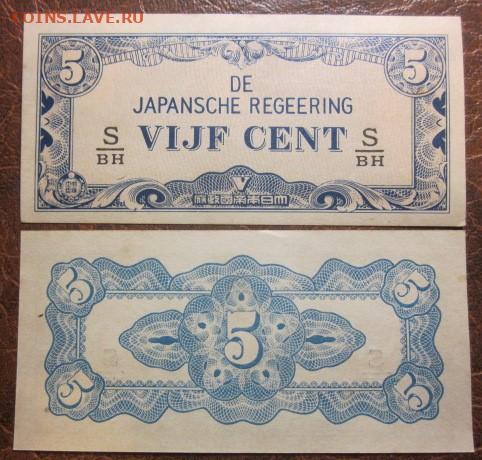 COINS.LAVE.RU
5 5
DE
JAPANSCHE REGEERING
S VIJF CENT S
BH BH
V
府政國帝本日大
5 5
5
5 5